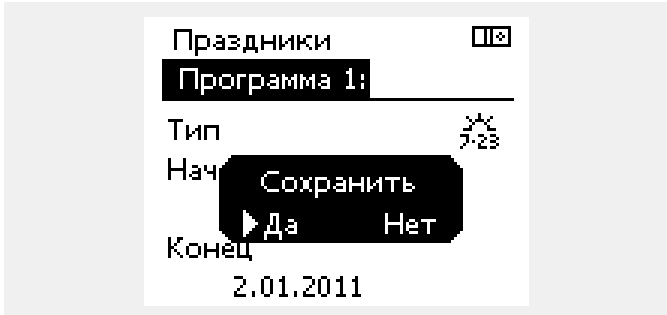 Праздники
Программа 1:
Тип
7-23
Нач
Сохранить
Да Нет
Конец
2.01.2011